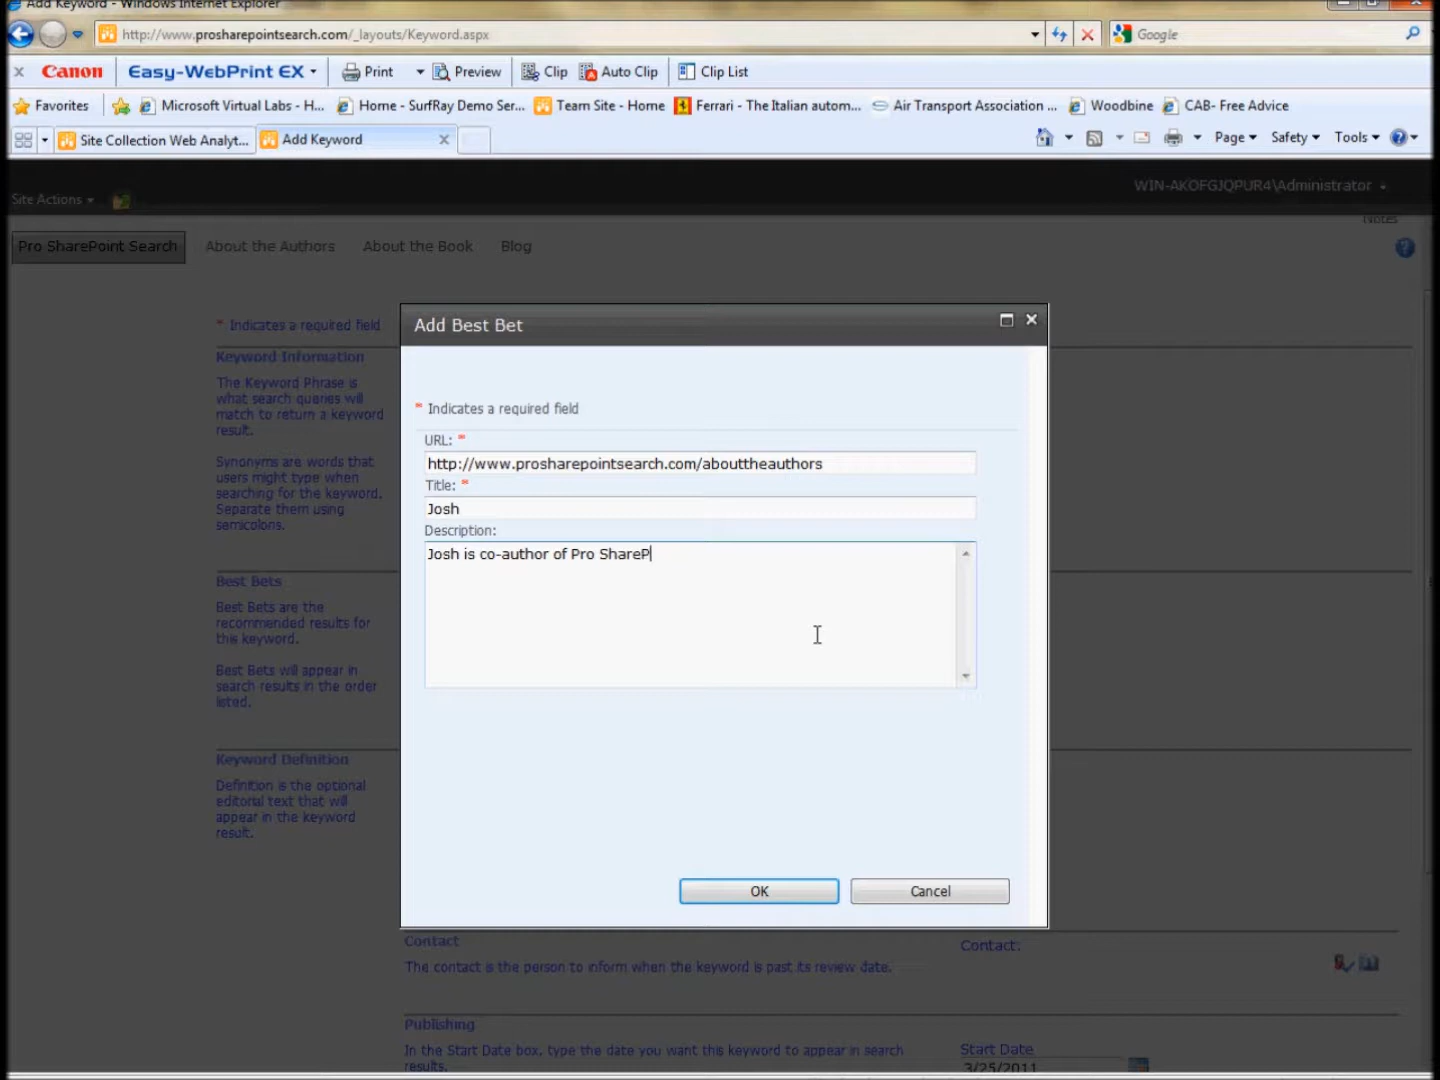 Add Keyword - Windows Internet Explorer
http://www.prosharepointsearch.com/_layouts/Keyword.aspx
Google
x Canon Easy-WebPrint EX Print Preview Clip Auto Clip Clip List
Favorites Microsoft Virtual Labs - H... Home - SurfRay Demo Ser... Team Site - Home Ferrari - The Italian autom... Air Transport Association ... Woodbine CAB- Free Advice
Site Collection Web Analyt... Add Keyword Page Safety Tools
WIN-AKOFGJQPUR4\Administrator
Site Actions
Notes
Pro SharePoint Search About the Authors About the Book Blog
* Indicates a required field
Keyword Information
The Keyword Phrase is
what search queries will
match to return a keyword
result.
Synonyms are words that
users might type when
searching for the keyword.
Separate them using
semicolons.
Best Bets
Best Bets are the
recommended results for
this keyword.
Best Bets will appear in
search results in the order
listed.
Keyword Definition
Definition is the optional
editorial text that will
appear in the keyword
result.
Add Best Bet
* Indicates a required field
URL: *
http://www.prosharepointsearch.com/abouttheauthors
Title: *
Josh
Description:
Josh is co-author of Pro ShareP
OK Cancel
Contact
The contact is the person to inform when the keyword is past its review date.
Contact:
Publishing
In the Start Date box, type the date you want this keyword to appear in search
results.
Start Date
3/25/2011